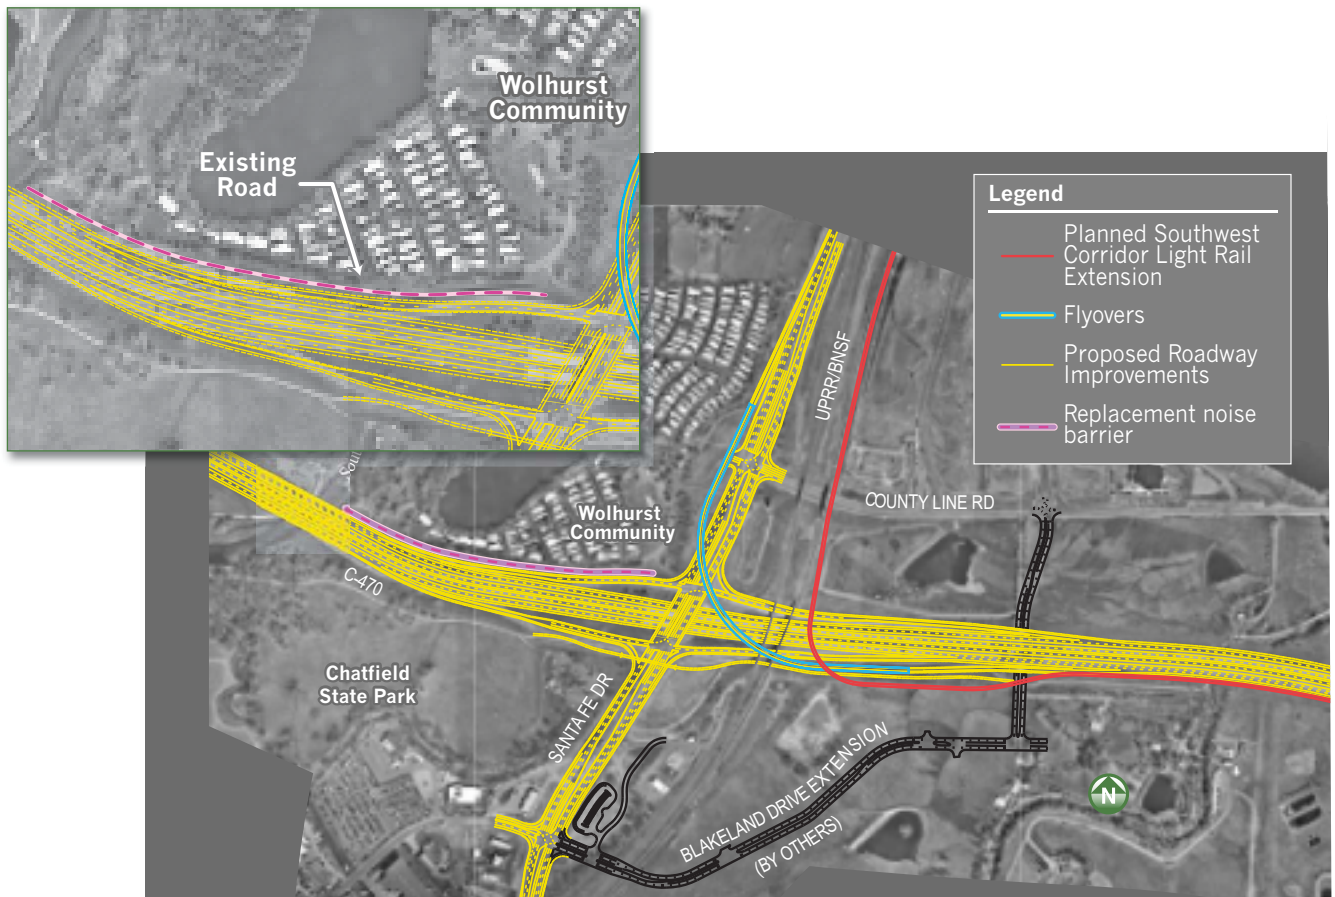 Wolhurst
Community
Existing
Road
Legend
Planned Southwest
Corridor Light Rail
Extension
Flyovers
Proposed Roadway
Improvements
Replacement noise
barrier
UPRR/BNSF
COUNTY LINE RD
Wolhurst
Community
C-470
Chatfield
State Park
SANTA FE DR
BLAKELAND DRIVE EXTENSION
(BY OTHERS)
N